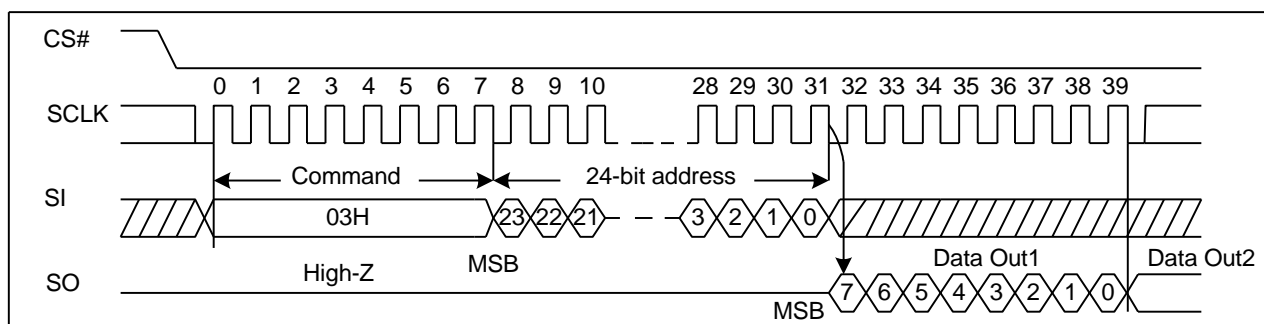 CS#
0 1 2 3 4 5 6 7 8 9 10 28 29 30 31 32 33 34 35 36 37 38 39
SCLK
Command 24-bit address
SI
03H 23 22 21 3 2 1 0
High-Z MSB Data Out1 Data Out2
SO
MSB 7 6 5 4 3 2 1 0